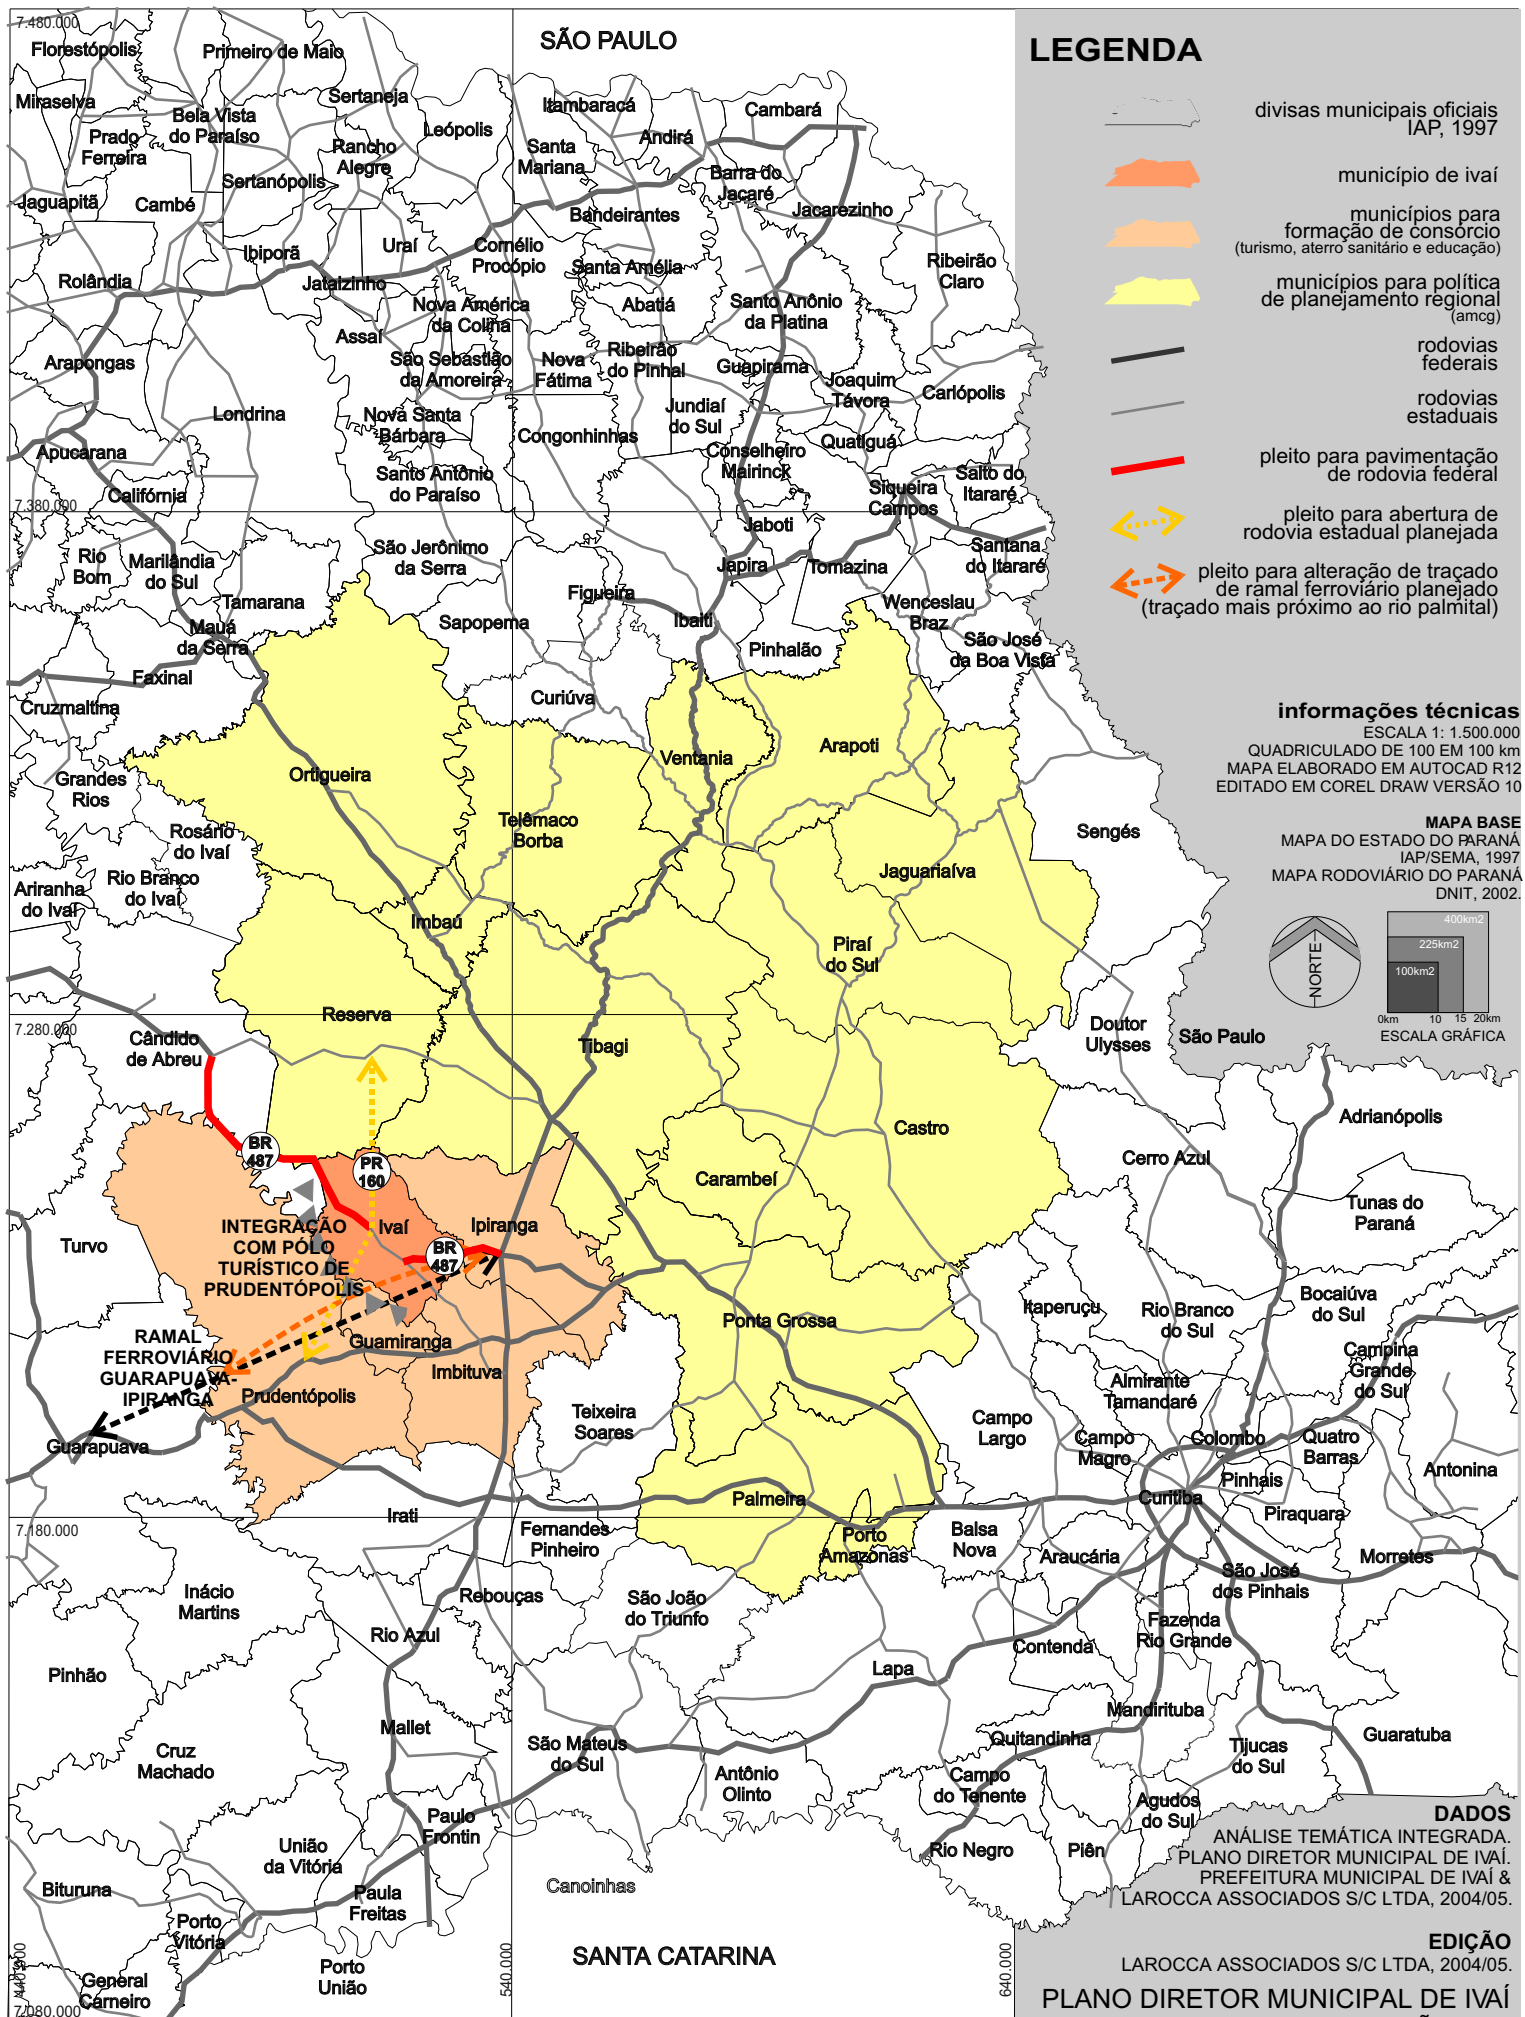 7.480.000
SÃO PAULO
Florestópolis
Primeiro de Maio
Miraselva
Sertaneja
Itambaracá
Cambará
Bela Vista
do Paraíso
Leópolis
Andirá
Prado
Ferreira
Rancho
Alegre
Santa
Mariana
Barra do
Jacaré
Sertanópolis
Jaguapitã
Cambé
Bandeirantes
Jacarezinho
Ibiporã
Uraí
Cornélio
Procópio
Santa Amélia
Ribeirão
Claro
Rolândia
Jataizinho
Nova América
da Colina
Abatiá
Santo Anônio
da Platina
Assaí
Arapongas
São Sebastião
da Amoreira
Nova
Fátima
Ribeirão
do Pinhal
Guapirama
Joaquim
Távora
Carlópolis
Londrina
Nova Santa
Bárbara
Congonhinhas
Jundiaí
do Sul
Quatiguá
Apucarana
Conselheiro
Mairinck
Califórnia
Santo Antônio
do Paraíso
Siqueira
Campos
Salto do
Itararé
7.380.000
Jaboti
Rio
Bom
Marilândia
do Sul
São Jerônimo
da Serra
Japira
Tomazina
Santana
do Itararé
Tamarana
Figueira
Wenceslau
Braz
Mauá
da Serra
Sapopema
Ibaiti
Pinhalão
São José
da Boa Vista
Faxinal
Cruzmaltina
Curiúva
Ventania
Arapoti
Grandes
Rios
Ortigueira
Telêmaco
Borba
Sengés
Rosário
do Ivaí
Rio Branco
do Ivaí
Ariranha
do Ivaí
Jaguariaíva
Imbaú
Piraí
do Sul
Reserva
7.280.000
Cândido
de Abreu
Tibagi
Doutor
Ulysses
São Paulo
Adrianópolis
Castro
BR
487
PR
160
Carambeí
Cerro Azul
Tunas do
Paraná
Turvo
INTEGRAÇÃO
COM PÓLO
TURÍSTICO DE
PRUDENTÓPOLIS
Ivaí
Ipiranga
BR
487
Itaperuçu
Rio Branco
do Sul
Bocaiúva
do Sul
Ponta Grossa
RAMAL
FERROVIÁRIO
GUARAPUAVA-
IPIRANGA
Guamiranga
Imbituva
Campina
Grande
do Sul
Prudentópolis
Almirante
Tamandaré
Teixeira
Soares
Campo
Largo
Campo
Magro
Colombo
Quatro
Barras
Guarapuava
Pinhais
Antonina
Palmeira
Curitiba
Piraquara
Irati
7.180.000
Fernandes
Pinheiro
Porto
Amazonas
Balsa
Nova
Araucária
Morretes
São José
dos Pinhais
Inácio
Martins
Rebouças
São João
do Triunfo
Fazenda
Rio Grande
Rio Azul
Contenda
Pinhão
Lapa
Mandirituba
Mallet
Quitandinha
Guaratuba
São Mateus
do Sul
Tijucas
do Sul
Cruz
Machado
Antônio
Olinto
Campo
do Tenente
Agudos
do Sul
Paulo
Frontin
União
da Vitória
Rio Negro
Piên
Bituruna
Canoinhas
Paula
Freitas
Porto
Vitória
SANTA CATARINA
Porto
União
General
Carneiro
440.000
540.000
640.000
7.080.000
LEGENDA
divisas municipais oficiais
IAP, 1997
município de ivaí
municípios para
formação de consórcio
(turismo, aterro sanitário e educação)
municípios para política
de planejamento regional
(amcg)
rodovias
federais
rodovias
estaduais
pleito para pavimentação
de rodovia federal
pleito para abertura de
rodovia estadual planejada
pleito para alteração de traçado
de ramal ferroviário planejado
(traçado mais próximo ao rio palmital)
informações técnicas
ESCALA 1: 1.500.000
QUADRICULADO DE 100 EM 100 km
MAPA ELABORADO EM AUTOCAD R12
EDITADO EM COREL DRAW VERSÃO 10
MAPA BASE
MAPA DO ESTADO DO PARANÁ
IAP/SEMA, 1997
MAPA RODOVIÁRIO DO PARANÁ
DNIT, 2002.
NORTE
400km2
225km2
100km2
0km 10 15 20km
ESCALA GRÁFICA
DADOS
ANÁLISE TEMÁTICA INTEGRADA.
PLANO DIRETOR MUNICIPAL DE IVAÍ.
PREFEITURA MUNICIPAL DE IVAÍ &
LAROCCA ASSOCIADOS S/C LTDA, 2004/05.
EDIÇÃO
LAROCCA ASSOCIADOS S/C LTDA, 2004/05.
PLANO DIRETOR MUNICIPAL DE IVAÍ